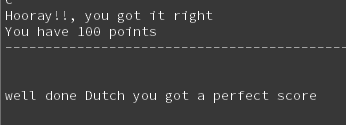 Hooray!!, you got it right
You have 100 points
--------------------------------------------
well done Dutch you got a perfect score